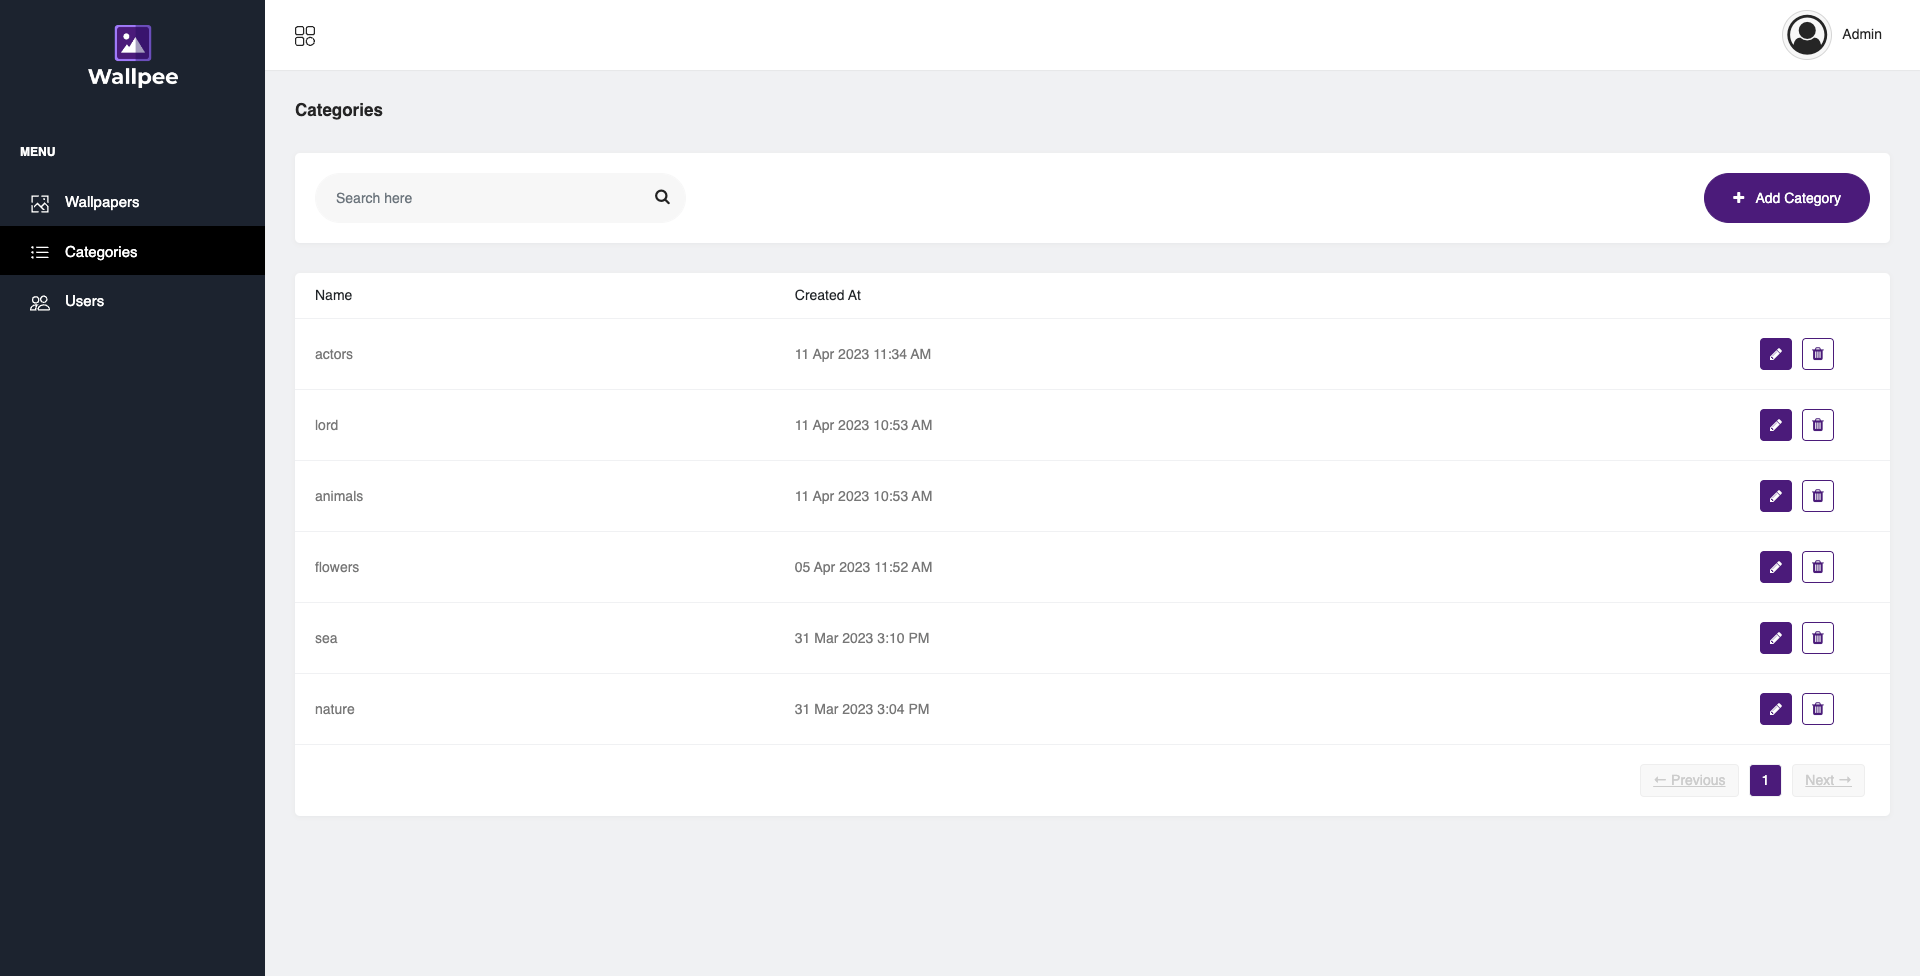 Wallpee
Admin
MENU
Wallpapers
Categories
Users
Categories
Search here
Add Category
Name Created At
actors 11 Apr 2023 11:34 AM
lord 11 Apr 2023 10:53 AM
animals 11 Apr 2023 10:53 AM
flowers 05 Apr 2023 11:52 AM
sea 31 Mar 2023 3:10 PM
nature 31 Mar 2023 3:04 PM
← Previous 1 Next →